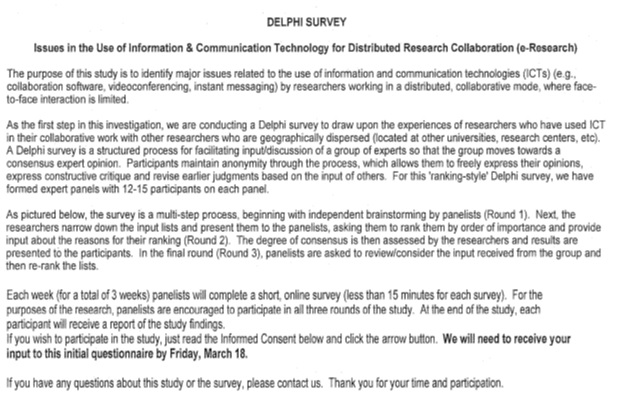 DELPHI SURVEY
Issues in the Use of Information & Communication Technology for Distributed Research Collaboration (e-Research)
The purpose of this study is to identify major issues related to the use of information and communication technologies (ICTs) (e.g.,
collaboration software, videoconferencing, instant messaging) by researchers working in a distributed, collaborative mode, where face-
to-face interaction is limited.
As the first step in this investigation, we are conducting a Delphi survey to draw upon the experiences of researchers who have used ICT
in their collaborative work with other researchers who are geographically dispersed (located at other universities, research centers, etc).
A Delphi survey is a structured process for facilitating input/discussion of a group of experts so that the group moves towards a
consensus expert opinion. Participants maintain anonymity through the process, which allows them to freely express their opinions,
express constructive critique and revise earlier judgments based on the input of others. For this 'ranking-style' Delphi survey, we have
formed expert panels with 12-15 participants on each panel.
As pictured below, the survey is a multi-step process, beginning with independent brainstorming by panelists (Round 1). Next, the
researchers narrow down the input lists and present them to the panelists, asking them to rank them by order of importance and provide
input about the reasons for their ranking (Round 2). The degree of consensus is then assessed by the researchers and results are
presented to the participants. In the final round (Round 3), panelists are asked to review/consider the input received from the group and
then re-rank the lists.
Each week (for a total of 3 weeks) panelists will complete a short, online survey (less than 15 minutes for each survey). For the
purposes of the research, panelists are encouraged to participate in all three rounds of the study. At the end of the study, each
participant will receive a report of the study findings.
If you wish to participate in the study, just read the Informed Consent below and click the arrow button. We will need to receive your
input to this initial questionnaire by Friday, March 18.
If you have any questions about this study or the survey, please contact us. Thank you for your time and participation.